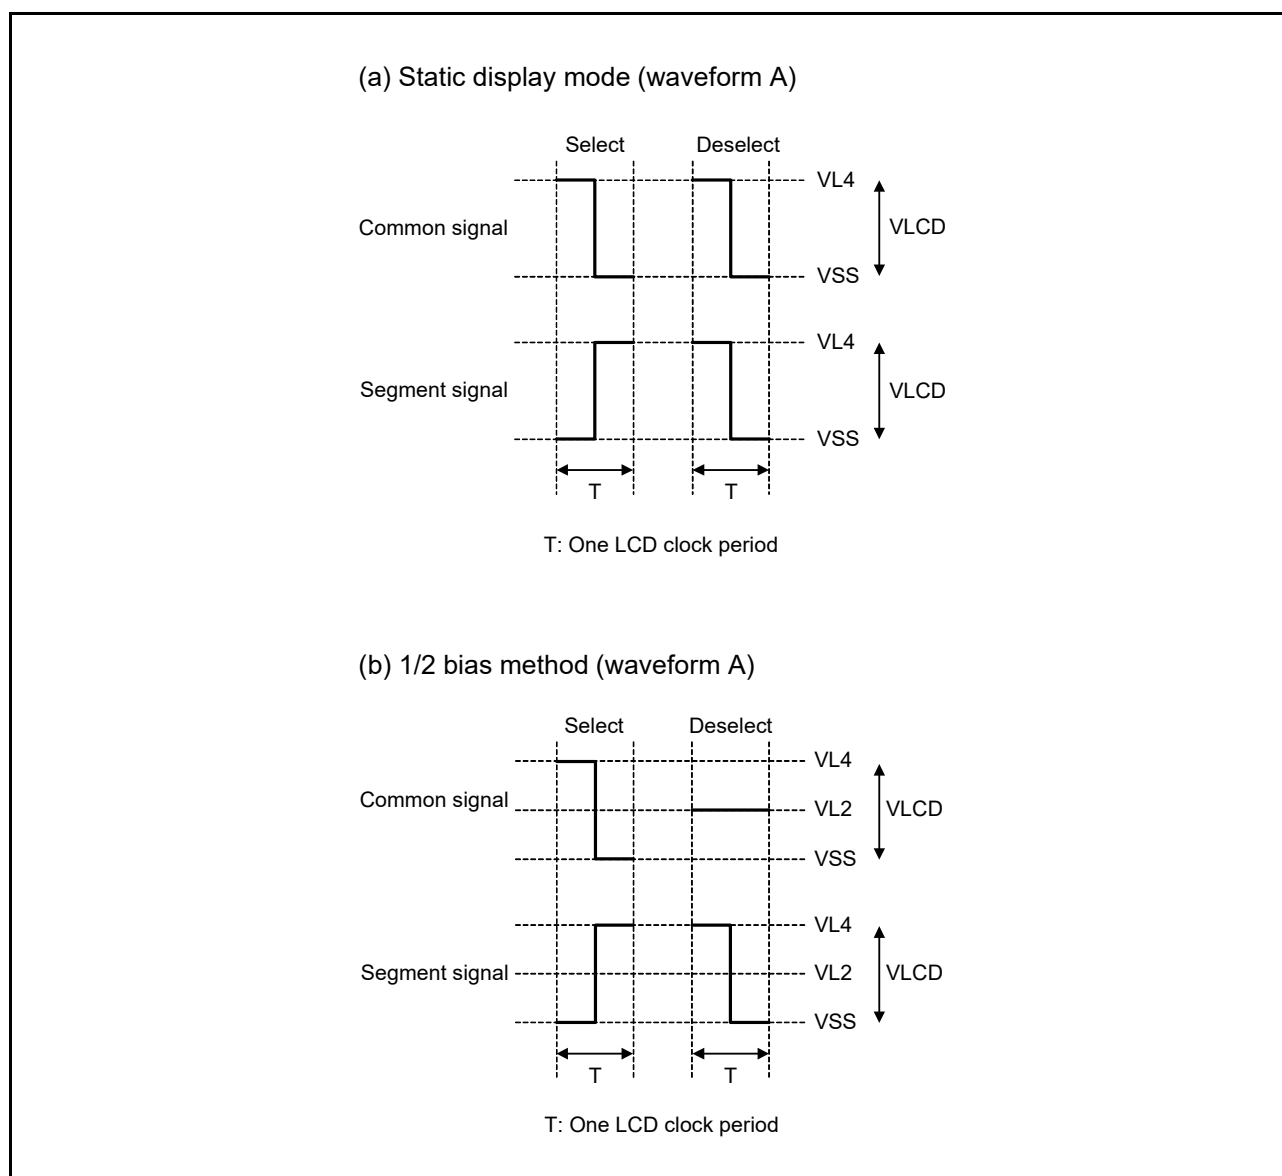 (a) Static display mode (waveform A)
Select Deselect
VL4
Common signal VLCD
VSS
VL4
Segment signal VLCD
VSS
T T
T: One LCD clock period
(b) 1/2 bias method (waveform A)
Select Deselect
VL4
Common signal VL2 VLCD
VSS
VL4
Segment signal VL2 VLCD
VSS
T T
T: One LCD clock period